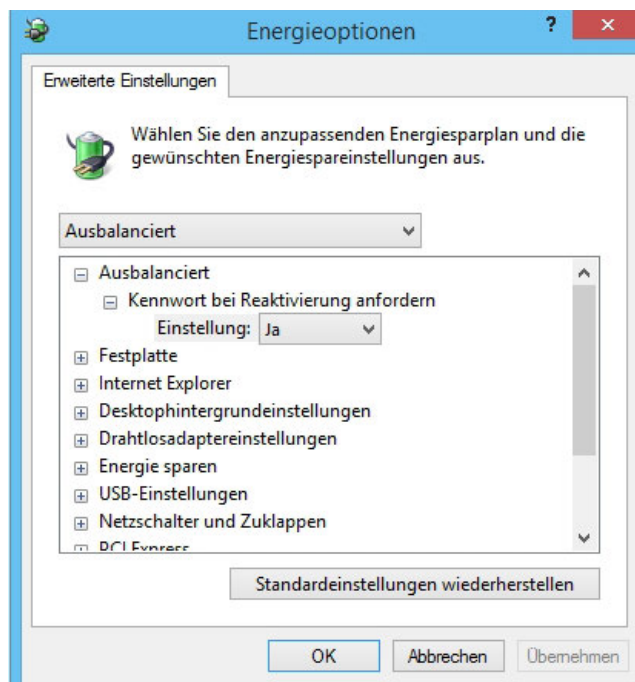 Energieoptionen
?
×
Erweiterte Einstellungen
Wählen Sie den anzupassenden Energiesparplan und die
gewünschten Energiespareinstellungen aus.
Ausbalanciert
Ausbalanciert
Kennwort bei Reaktivierung anfordern
Einstellung: Ja
Festplatte
Internet Explorer
Desktophintergrundeinstellungen
Drahtlosadaptereinstellungen
Energie sparen
USB-Einstellungen
Netzschalter und Zuklappen
PCI Express
Standardeinstellungen wiederherstellen
OK Abbrechen Übernehmen